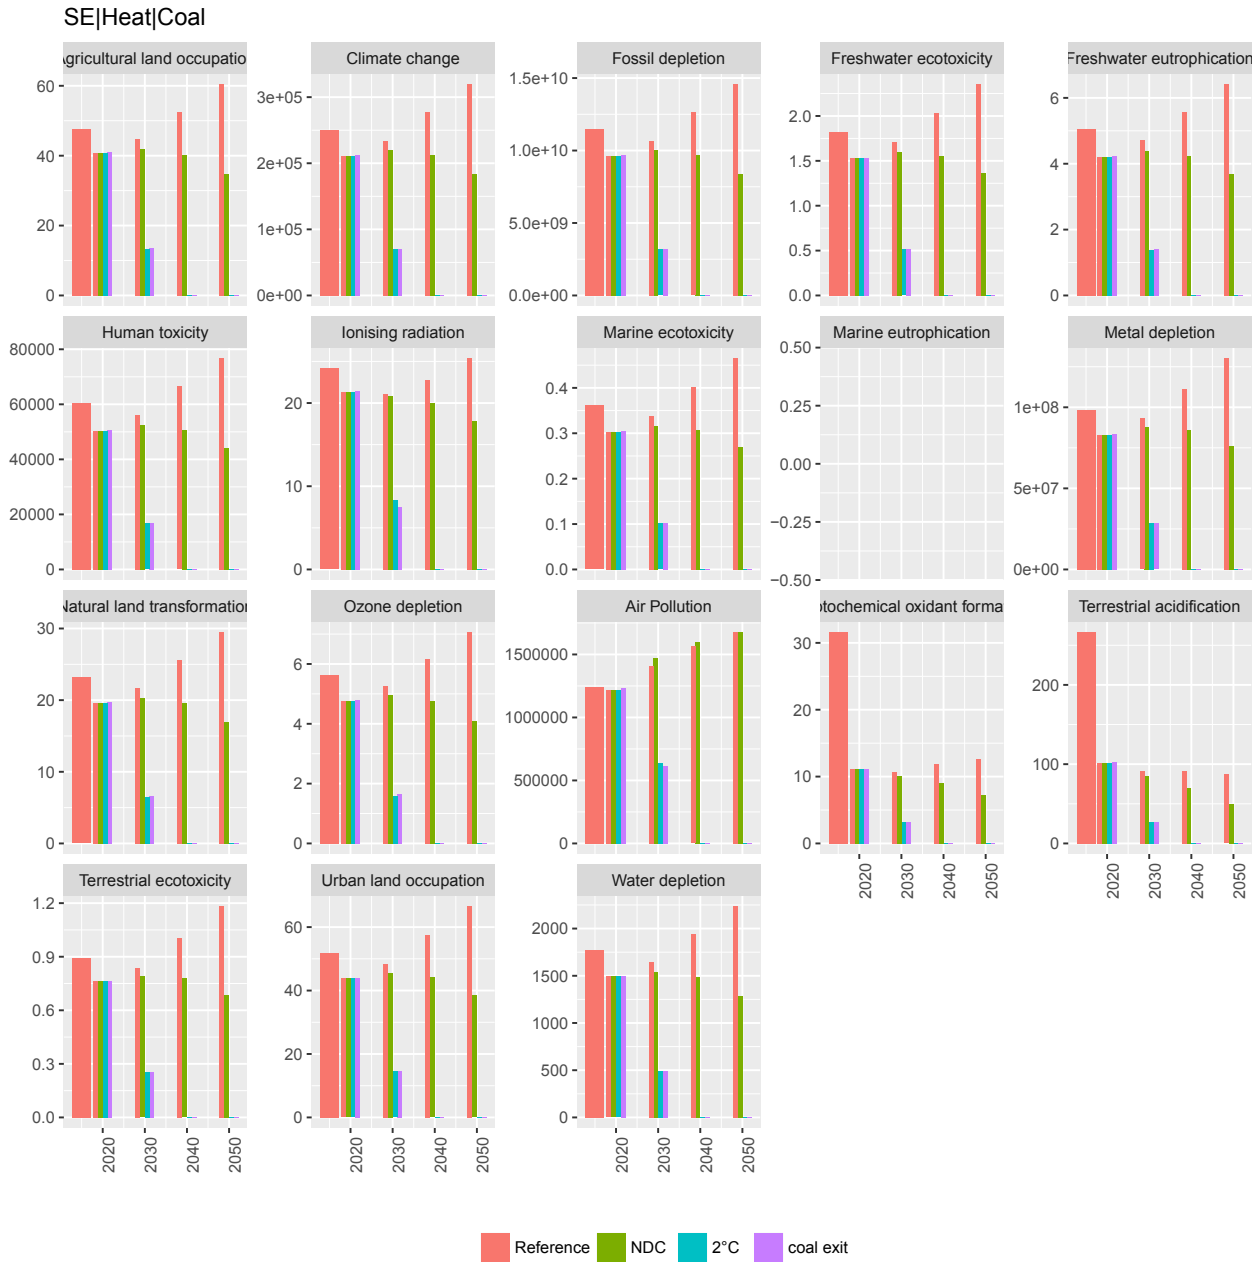 SE|Heat|Coal
Agricultural land occupatio
Climate change
Fossil depletion
Freshwater ecotoxicity
Freshwater eutrophication
60
40
20
0
3e+05
2e+05
1e+05
0e+00
1.5e+10
1.0e+10
5.0e+09
0.0e+00
2.0
1.5
1.0
0.5
0.0
6
4
2
0
Human toxicity
Ionising radiation
Marine ecotoxicity
Marine eutrophication
Metal depletion
80000
60000
40000
20000
0
20
10
0
0.4
0.3
0.2
0.1
0.0
0.50
0.25
0.00
−0.25
−0.50
1e+08
5e+07
0e+00
Natural land transformation
Ozone depletion
Air Pollution
otochemical oxidant forma
Terrestrial acidification
30
20
10
0
6
4
2
0
1500000
1000000
500000
0
30
20
10
0
200
100
0
2020
2030
2040
2050
2020
2030
2040
2050
Terrestrial ecotoxicity
Urban land occupation
Water depletion
1.2
0.9
0.6
0.3
0.0
60
40
20
0
2000
1500
1000
500
0
2020
2030
2040
2050
2020
2030
2040
2050
2020
2030
2040
2050
Reference
NDC
2°C
coal exit